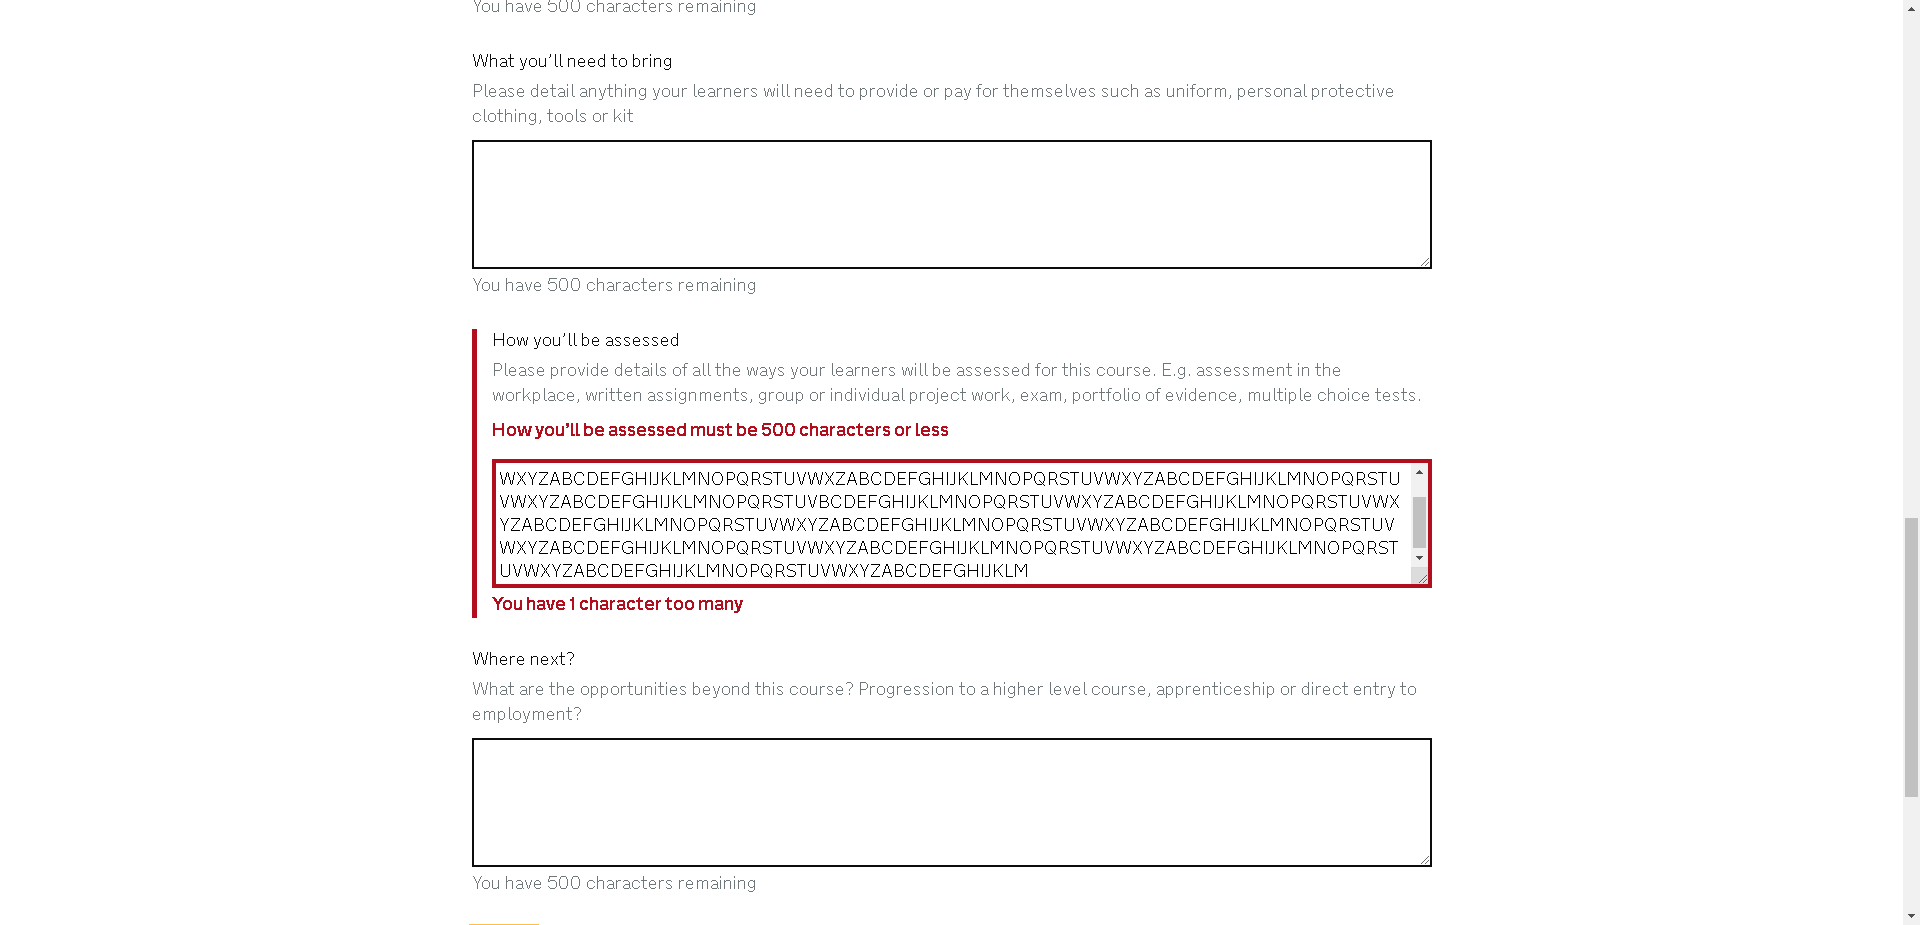 You have 500 characters remaining
What you'll need to bring
Please detail anything your learners will need to provide or pay for themselves such as uniform, personal protective
clothing, tools or kit
You have 500 characters remaining
How you'll be assessed
Please provide details of all the ways your learners will be assessed for this course. E.g. assessment in the
workplace, written assignments, group or individual project work, exam, portfolio of evidence, multiple choice tests.
How you'll be assessed must be 500 characters or less
WXYZABCDEFGHIJKLMNOPQRSTUVWXZABCDEFGHIJKLMNOPQRSTUVWXYZABCDEFGHIJKLMNOPQRSTU
VWXYZABCDEFGHIJKLMNOPQRSTUVBCDEFGHIJKLMNOPQRSTUVWXYZABCDEFGHIJKLMNOPQRSTUVWX
YZABCDEFGHIJKLMNOPQRSTUVWXYZABCDEFGHIJKLMNOPQRSTUVWXYZABCDEFGHIJKLMNOPQRSTUV
WXYZABCDEFGHIJKLMNOPQRSTUVWXYZABCDEFGHIJKLMNOPQRSTUVWXYZABCDEFGHIJKLMNOPQRST
UVWXYZABCDEFGHIJKLMNOPQRSTUVWXYZABCDEFGHIJKLM
You have 1 character too many
Where next?
What are the opportunities beyond this course? Progression to a higher level course, apprenticeship or direct entry to
employment?
You have 500 characters remaining